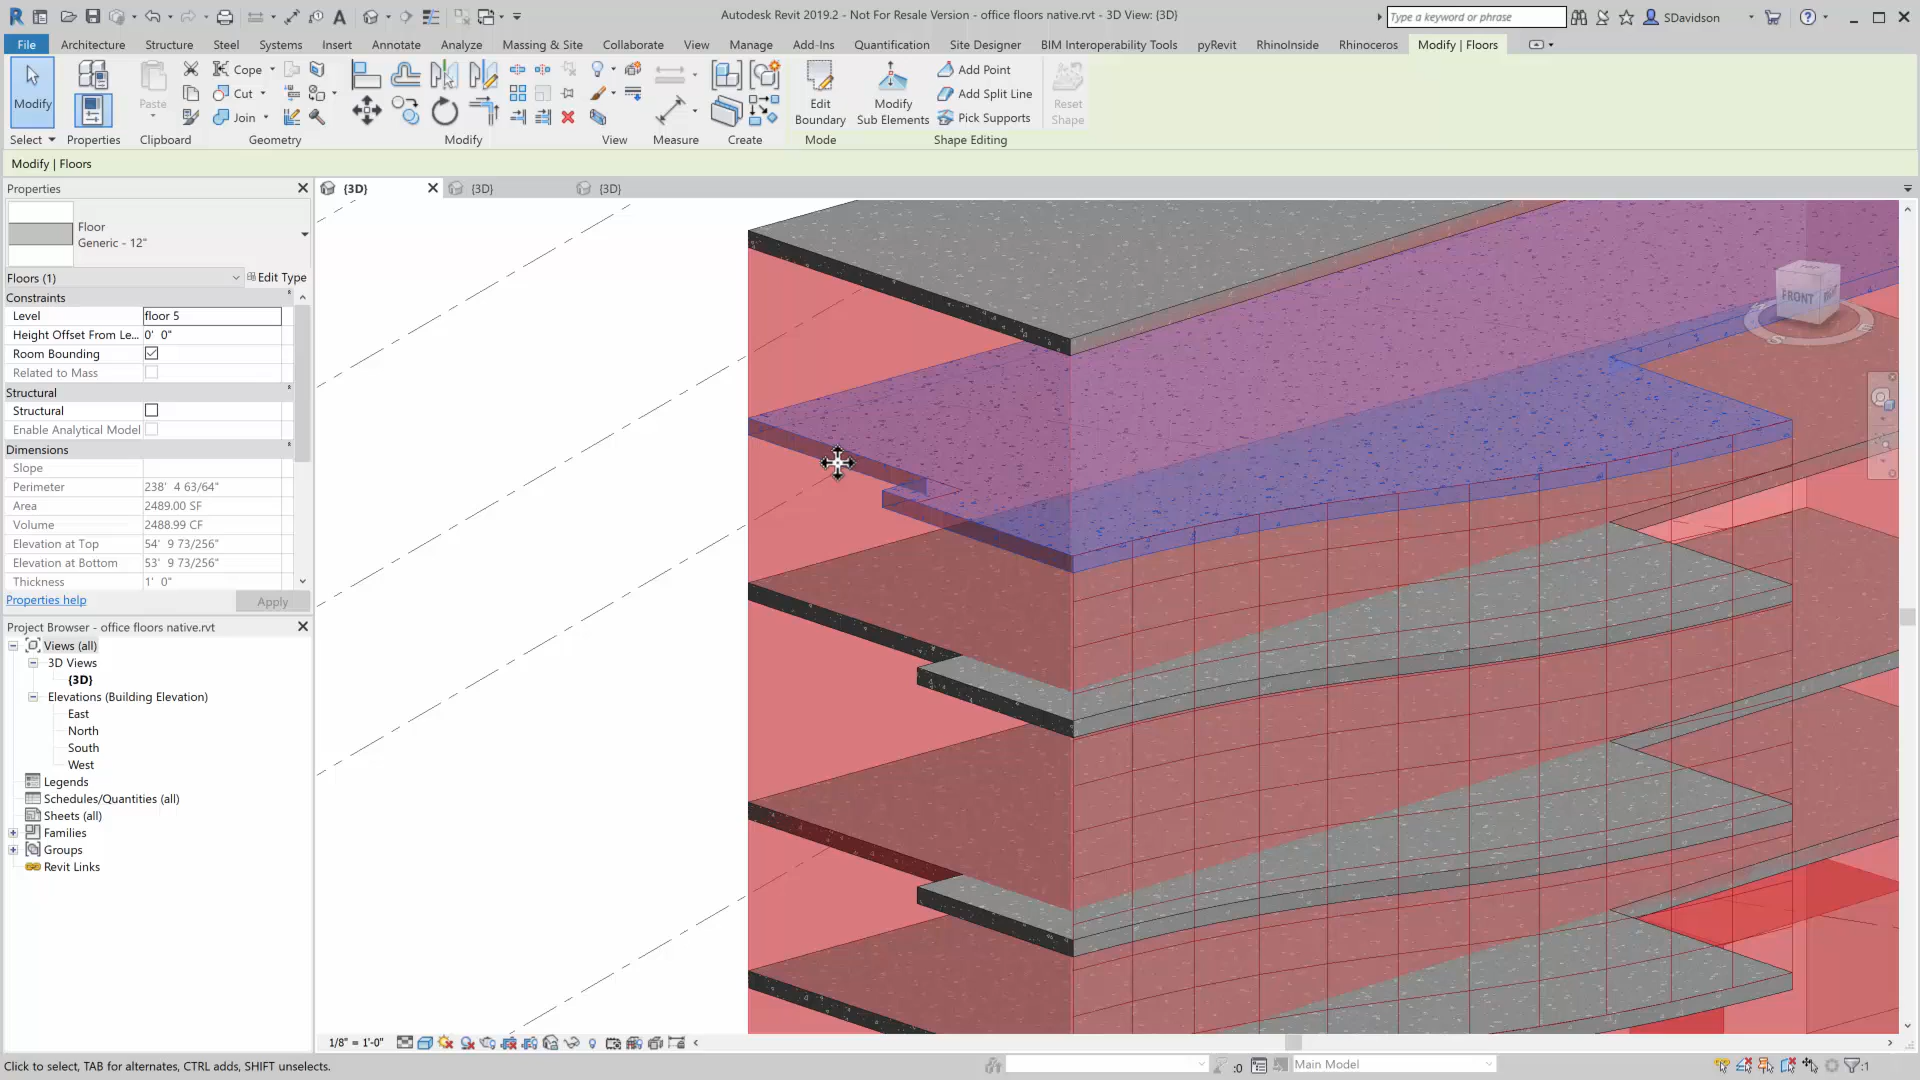 Autodesk Revit 2019.2 - Not For Resale Version - office floors native.rvt - 3D View: {3D}
Type a keyword or phrase
SDavidson
File
Architecture
Structure
Steel
Systems
Insert
Annotate
Analyze
Massing & Site
Collaborate
View
Manage
Add-Ins
Quantification
Site Designer
BIM Interoperability Tools
pyRevit
RhinoInside
Rhinoceros
Modify | Floors
Modify
Paste
Cope
Cut
Join
Edit
Boundary
Modify
Sub Elements
Add Point
Add Split Line
Pick Supports
Reset
Shape
Select
Properties
Clipboard
Geometry
Modify
View
Measure
Create
Mode
Shape Editing
Modify | Floors
Properties
{3D}
{3D}
{3D}
Floor
Generic - 12"
Floors (1)
Edit Type
Constraints
Level
floor 5
Height Offset From Le...
0' 0"
Room Bounding
Related to Mass
Structural
Structural
Enable Analytical Model
Dimensions
Slope
Perimeter
238' 4 63/64"
Area
2489.00 SF
Volume
2488.99 CF
Elevation at Top
54' 9 73/256"
Elevation at Bottom
53' 9 73/256"
Thickness
1' 0"
Properties help
Apply
Project Browser - office floors native.rvt
Views (all)
3D Views
{3D}
Elevations (Building Elevation)
East
North
South
West
Legends
Schedules/Quantities (all)
Sheets (all)
Families
Groups
Revit Links
FRONT
1/8" = 1'-0"
Click to select, TAB for alternates, CTRL adds, SHIFT unselects.
:0
Main Model
:1